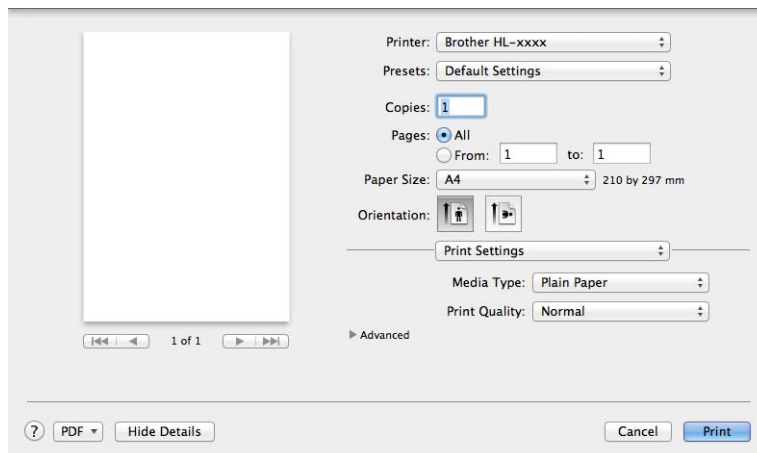 Printer: Brother HL-xxxx
Presets: Default Settings
Copies: 1
Pages: All
From: 1 to: 1
Paper Size: A4 210 by 297 mm
Orientation:
Print Settings
Media Type: Plain Paper
Print Quality: Normal
1 of 1
Advanced
? PDF Hide Details Cancel Print